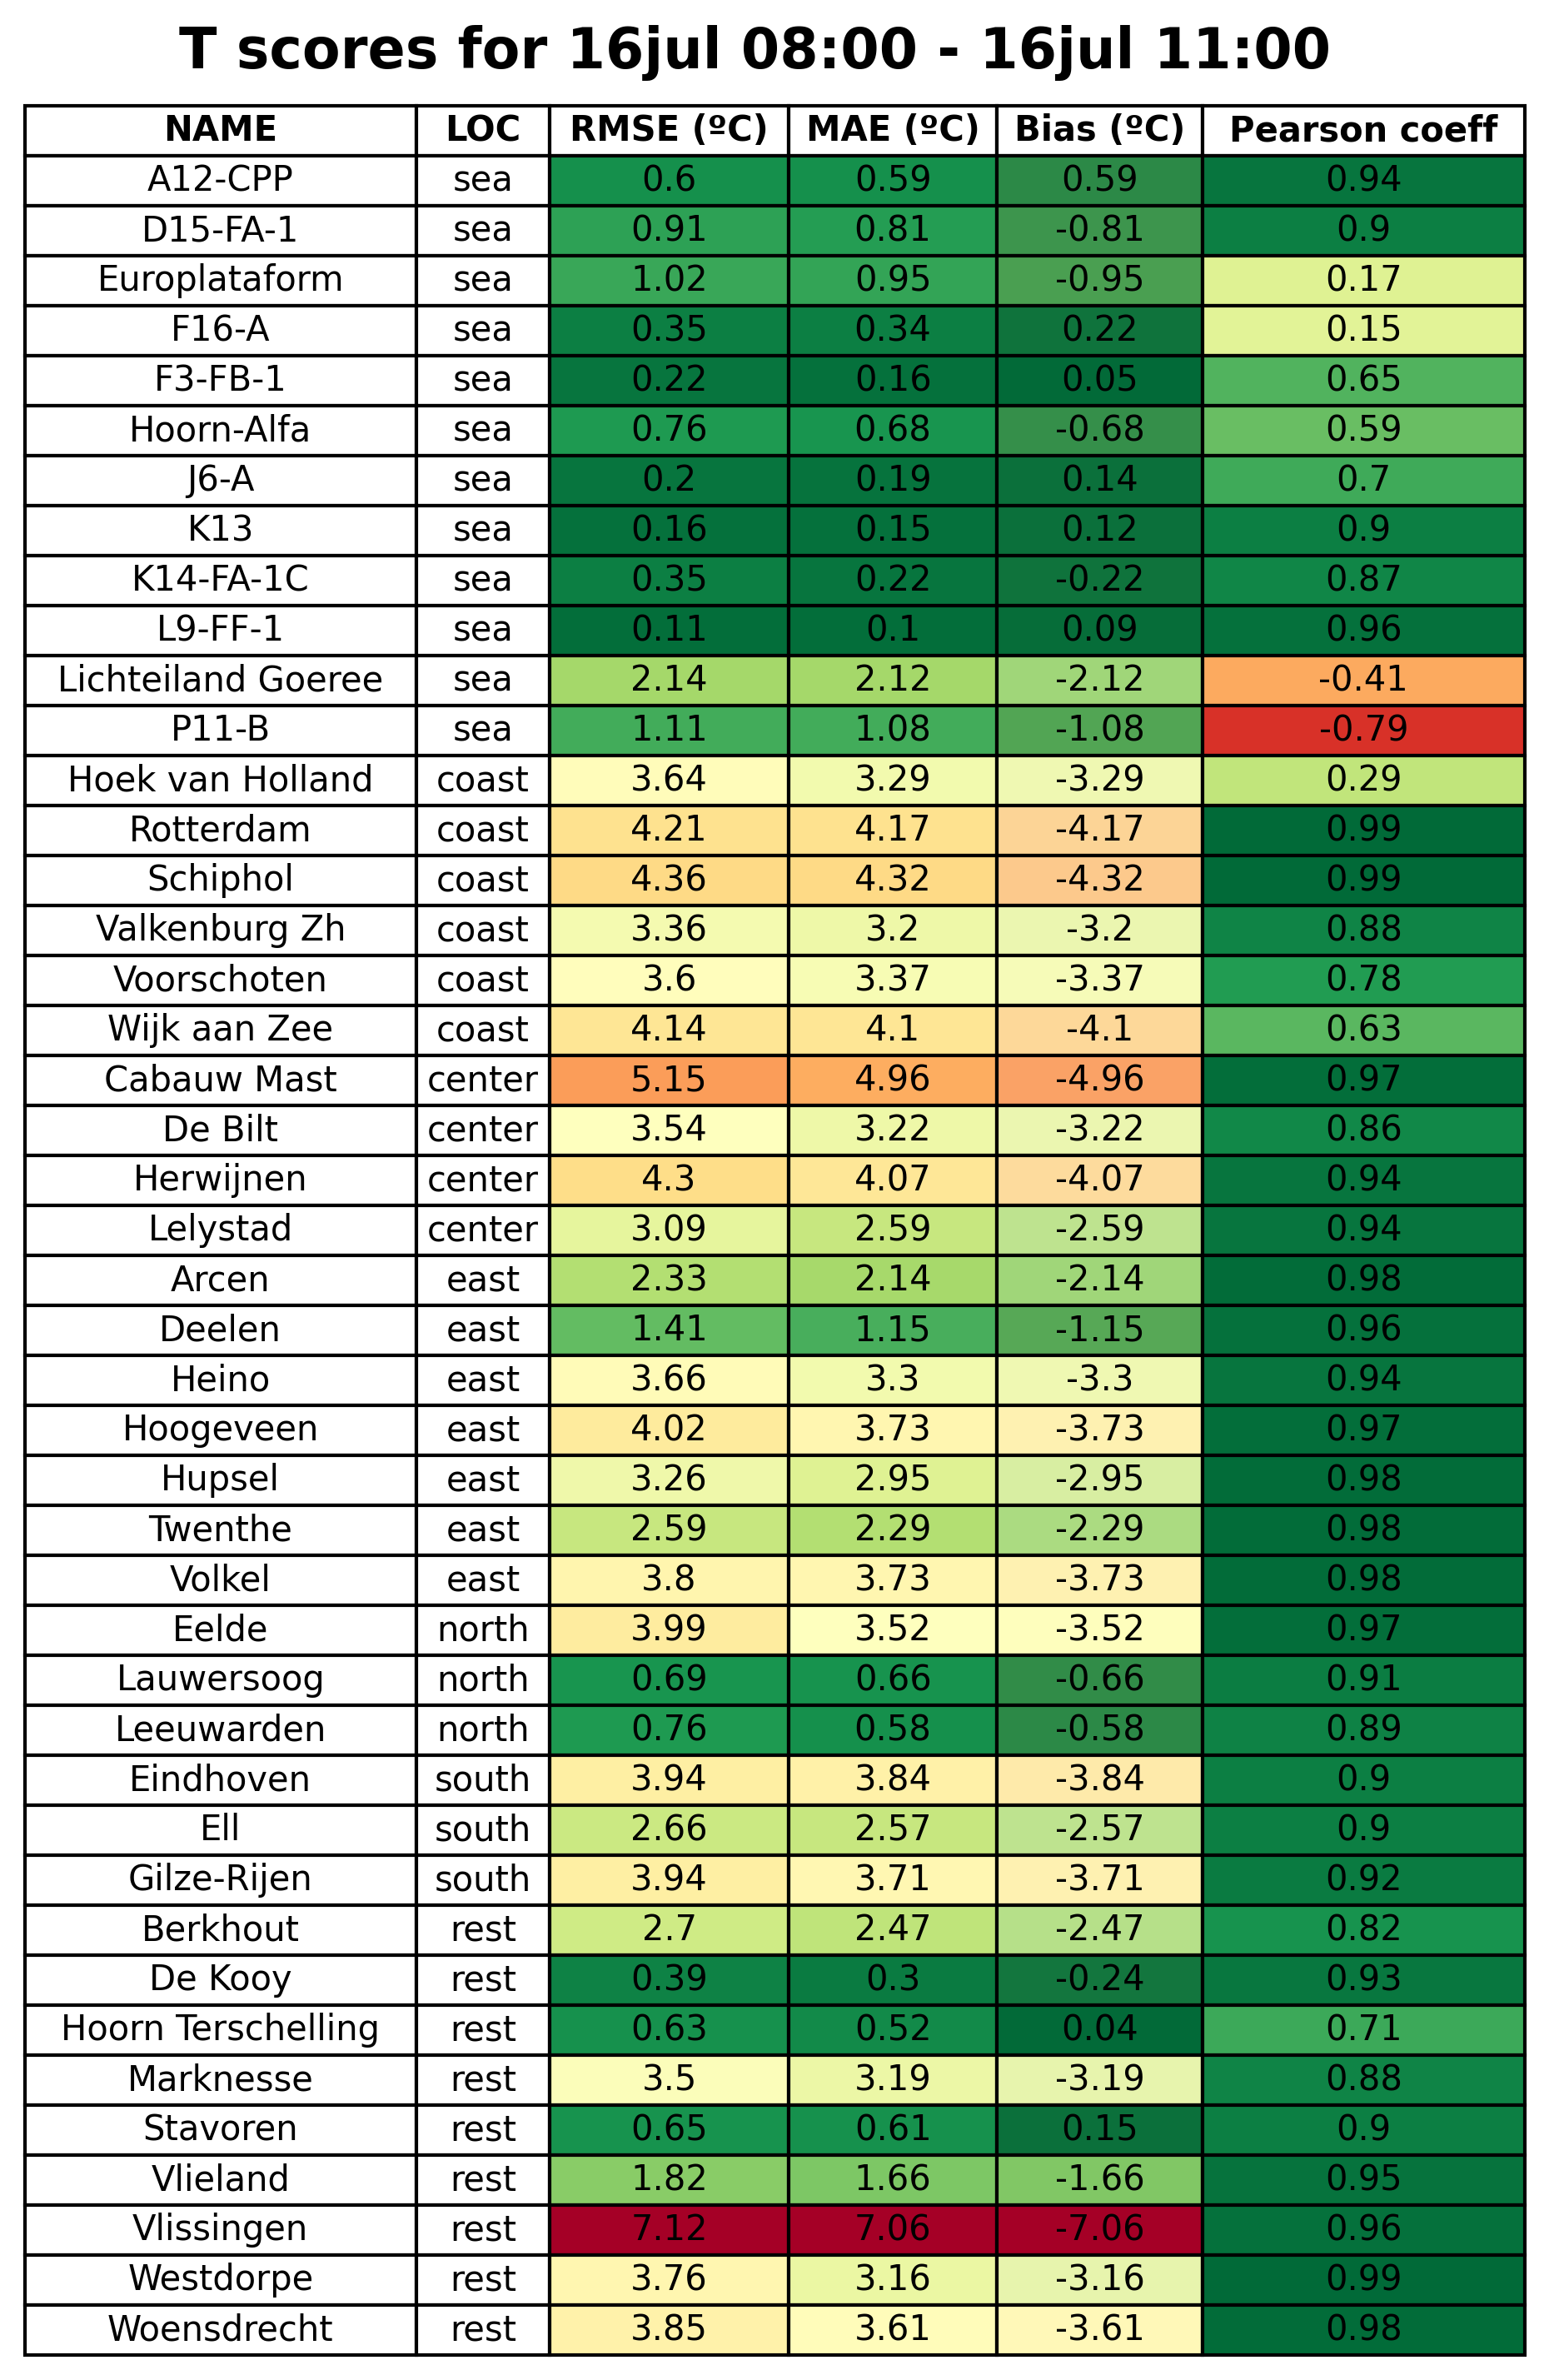 T scores for 16jul 08:00 - 16jul 11:00
NAME LOC RMSE (ºC) MAE (ºC) Bias (ºC) Pearson coeff
A12-CPP sea 0.6 0.59 0.59 0.94
D15-FA-1 sea 0.91 0.81 -0.81 0.9
Europlataform sea 1.02 0.95 -0.95 0.17
F16-A sea 0.35 0.34 0.22 0.15
F3-FB-1 sea 0.22 0.16 0.05 0.65
Hoorn-Alfa sea 0.76 0.68 -0.68 0.59
J6-A sea 0.2 0.19 0.14 0.7
K13 sea 0.16 0.15 0.12 0.9
K14-FA-1C sea 0.35 0.22 -0.22 0.87
L9-FF-1 sea 0.11 0.1 0.09 0.96
Lichteiland Goeree sea 2.14 2.12 -2.12 -0.41
P11-B sea 1.11 1.08 -1.08 -0.79
Hoek van Holland coast 3.64 3.29 -3.29 0.29
Rotterdam coast 4.21 4.17 -4.17 0.99
Schiphol coast 4.36 4.32 -4.32 0.99
Valkenburg Zh coast 3.36 3.2 -3.2 0.88
Voorschoten coast 3.6 3.37 -3.37 0.78
Wijk aan Zee coast 4.14 4.1 -4.1 0.63
Cabauw Mast center 5.15 4.96 -4.96 0.97
De Bilt center 3.54 3.22 -3.22 0.86
Herwijnen center 4.3 4.07 -4.07 0.94
Lelystad center 3.09 2.59 -2.59 0.94
Arcen east 2.33 2.14 -2.14 0.98
Deelen east 1.41 1.15 -1.15 0.96
Heino east 3.66 3.3 -3.3 0.94
Hoogeveen east 4.02 3.73 -3.73 0.97
Hupsel east 3.26 2.95 -2.95 0.98
Twenthe east 2.59 2.29 -2.29 0.98
Volkel east 3.8 3.73 -3.73 0.98
Eelde north 3.99 3.52 -3.52 0.97
Lauwersoog north 0.69 0.66 -0.66 0.91
Leeuwarden north 0.76 0.58 -0.58 0.89
Eindhoven south 3.94 3.84 -3.84 0.9
Ell south 2.66 2.57 -2.57 0.9
Gilze-Rijen south 3.94 3.71 -3.71 0.92
Berkhout rest 2.7 2.47 -2.47 0.82
De Kooy rest 0.39 0.3 -0.24 0.93
Hoorn Terschelling rest 0.63 0.52 0.04 0.71
Marknesse rest 3.5 3.19 -3.19 0.88
Stavoren rest 0.65 0.61 0.15 0.9
Vlieland rest 1.82 1.66 -1.66 0.95
Vlissingen rest 7.12 7.06 -7.06 0.96
Westdorpe rest 3.76 3.16 -3.16 0.99
Woensdrecht rest 3.85 3.61 -3.61 0.98